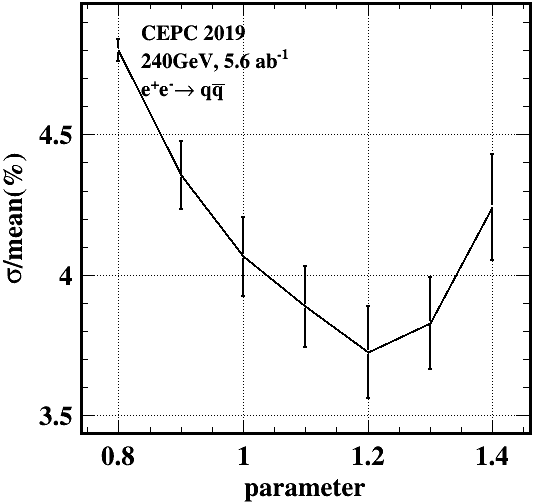 CEPC 2019
240GeV, 5.6 ab⁻¹
e⁺e⁻→ qq̅
σ/mean(%)
4.5
4
3.5
0.8 1 1.2 1.4
parameter